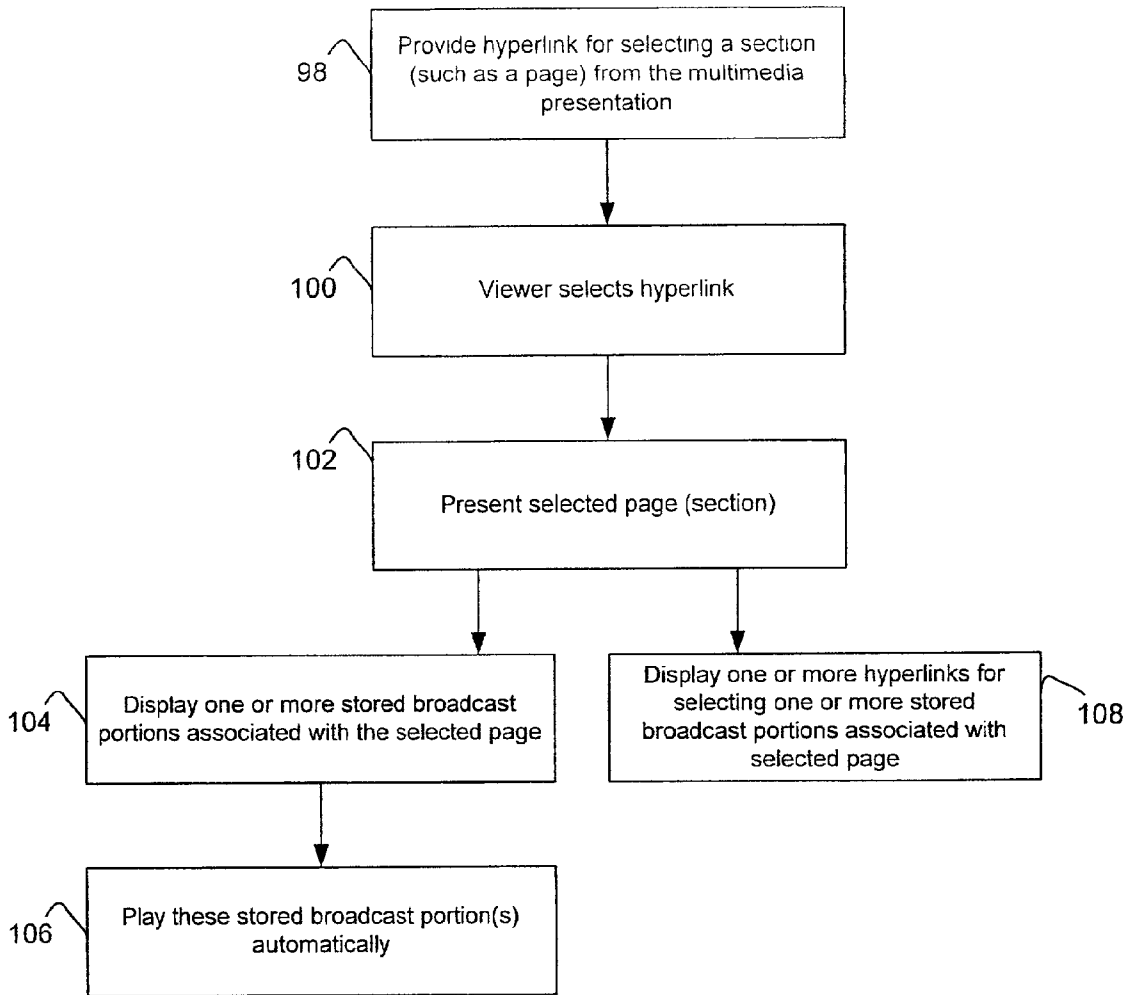 98
Provide hyperlink for selecting a section
(such as a page) from the multimedia
presentation
100
Viewer selects hyperlink
102
Present selected page (section)
104
Display one or more stored broadcast
portions associated with the selected page
Display one or more hyperlinks for
selecting one or more stored
broadcast portions associated with
selected page
108
106
Play these stored broadcast portion(s)
automatically